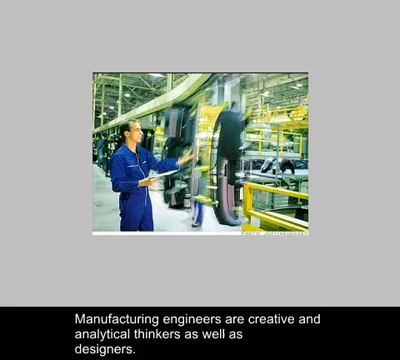 Manufacturing engineers are creative and
analytical thinkers as well as
designers.